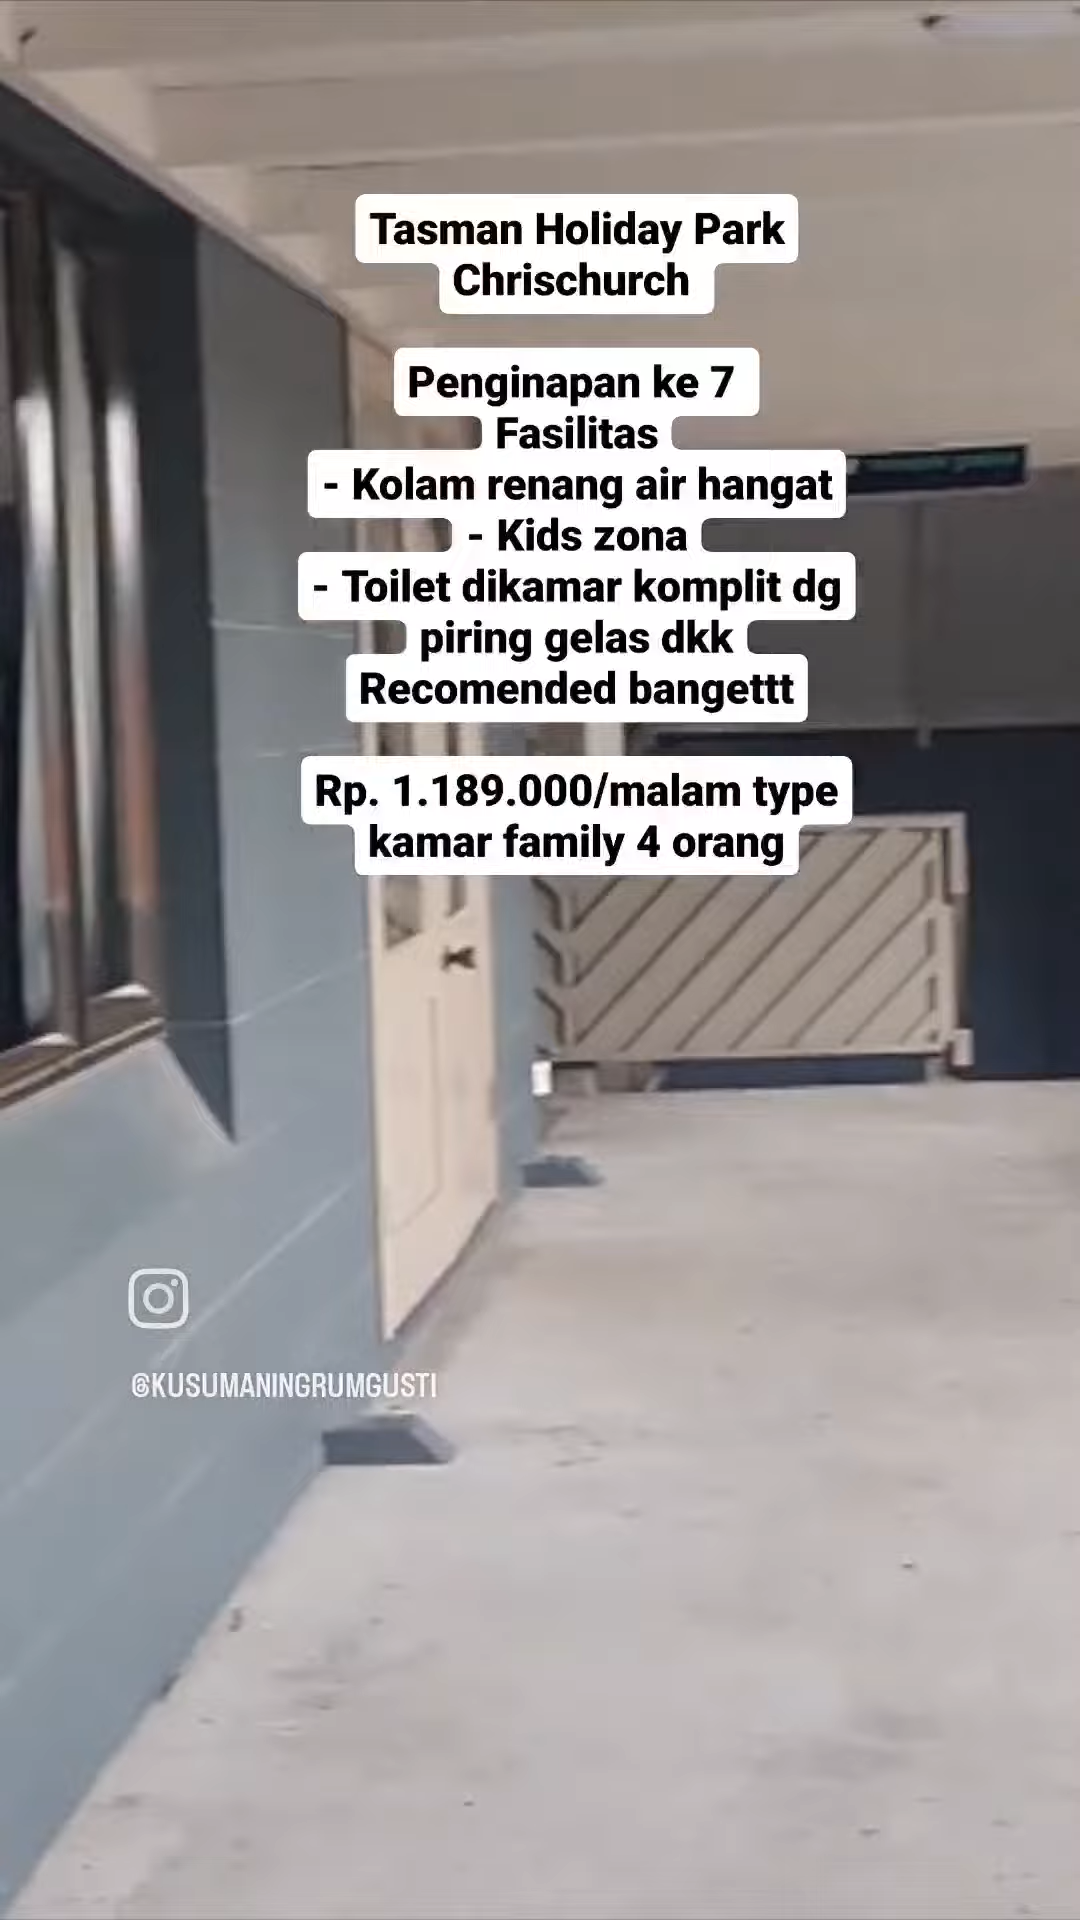 Tasman Holiday Park
Chrischurch
Penginapan ke 7
Fasilitas
- Kolam renang air hangat
- Kids zona
- Toilet dikamar komplit dg
piring gelas dkk
Recomended bangettt
Rp. 1.189.000/malam type
kamar family 4 orang
@KUSUMANINGRUMGUSTI